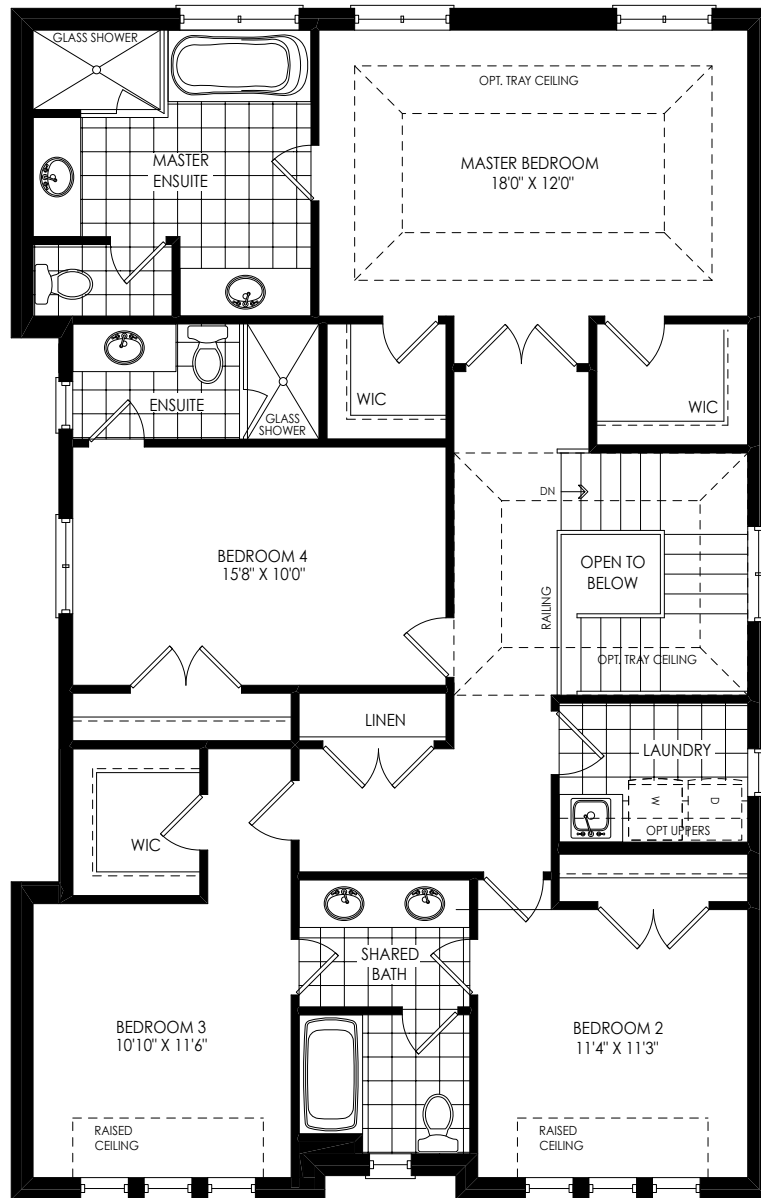 GLASS SHOWER
OPT. TRAY CEILING
MASTER
ENSUITE
MASTER BEDROOM
18'0" X 12'0"
ENSUITE
GLASS
SHOWER
WIC
WIC
DN
BEDROOM 4
15'8" X 10'0"
OPEN TO
BELOW
RAILING
OPT. TRAY CEILING
LINEN
LAUNDRY
W
D
OPT UPPERS
WIC
SHARED
BATH
BEDROOM 3
10'10" X 11'6"
BEDROOM 2
11'4" X 11'3"
RAISED
CEILING
RAISED
CEILING